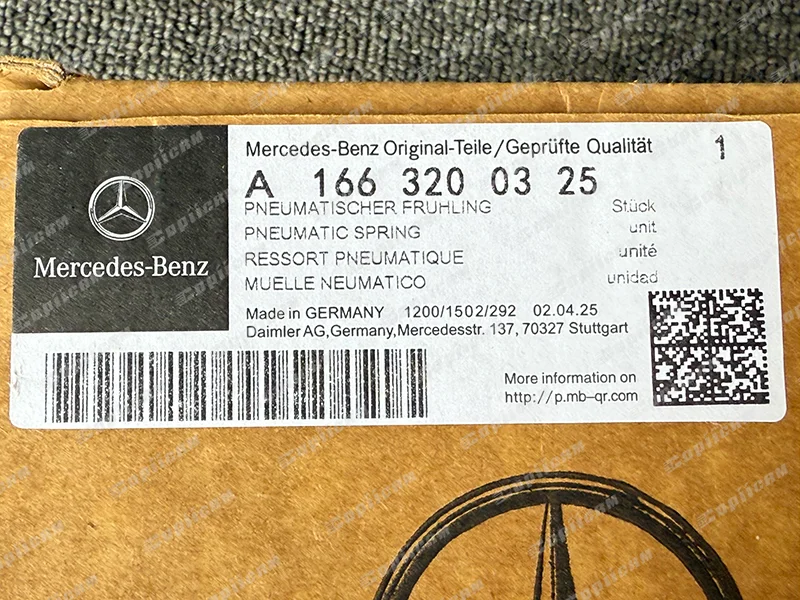 Mercedes-Benz Original-Teile/Geprüfte Qualität 1
A 166 320 03 25
PNEUMATISCHER FRUHLING Stück
PNEUMATIC SPRING unit
RESSORT PNEUMATIQUE unité
MUELLE NEUMATICO unidad
Mercedes-Benz
Made in GERMANY 1200/1502/292 02.04.25
Daimler AG,Germany,Mercedesstr. 137, 70327 Stuttgart
More information on
http://p.mb-qr.com